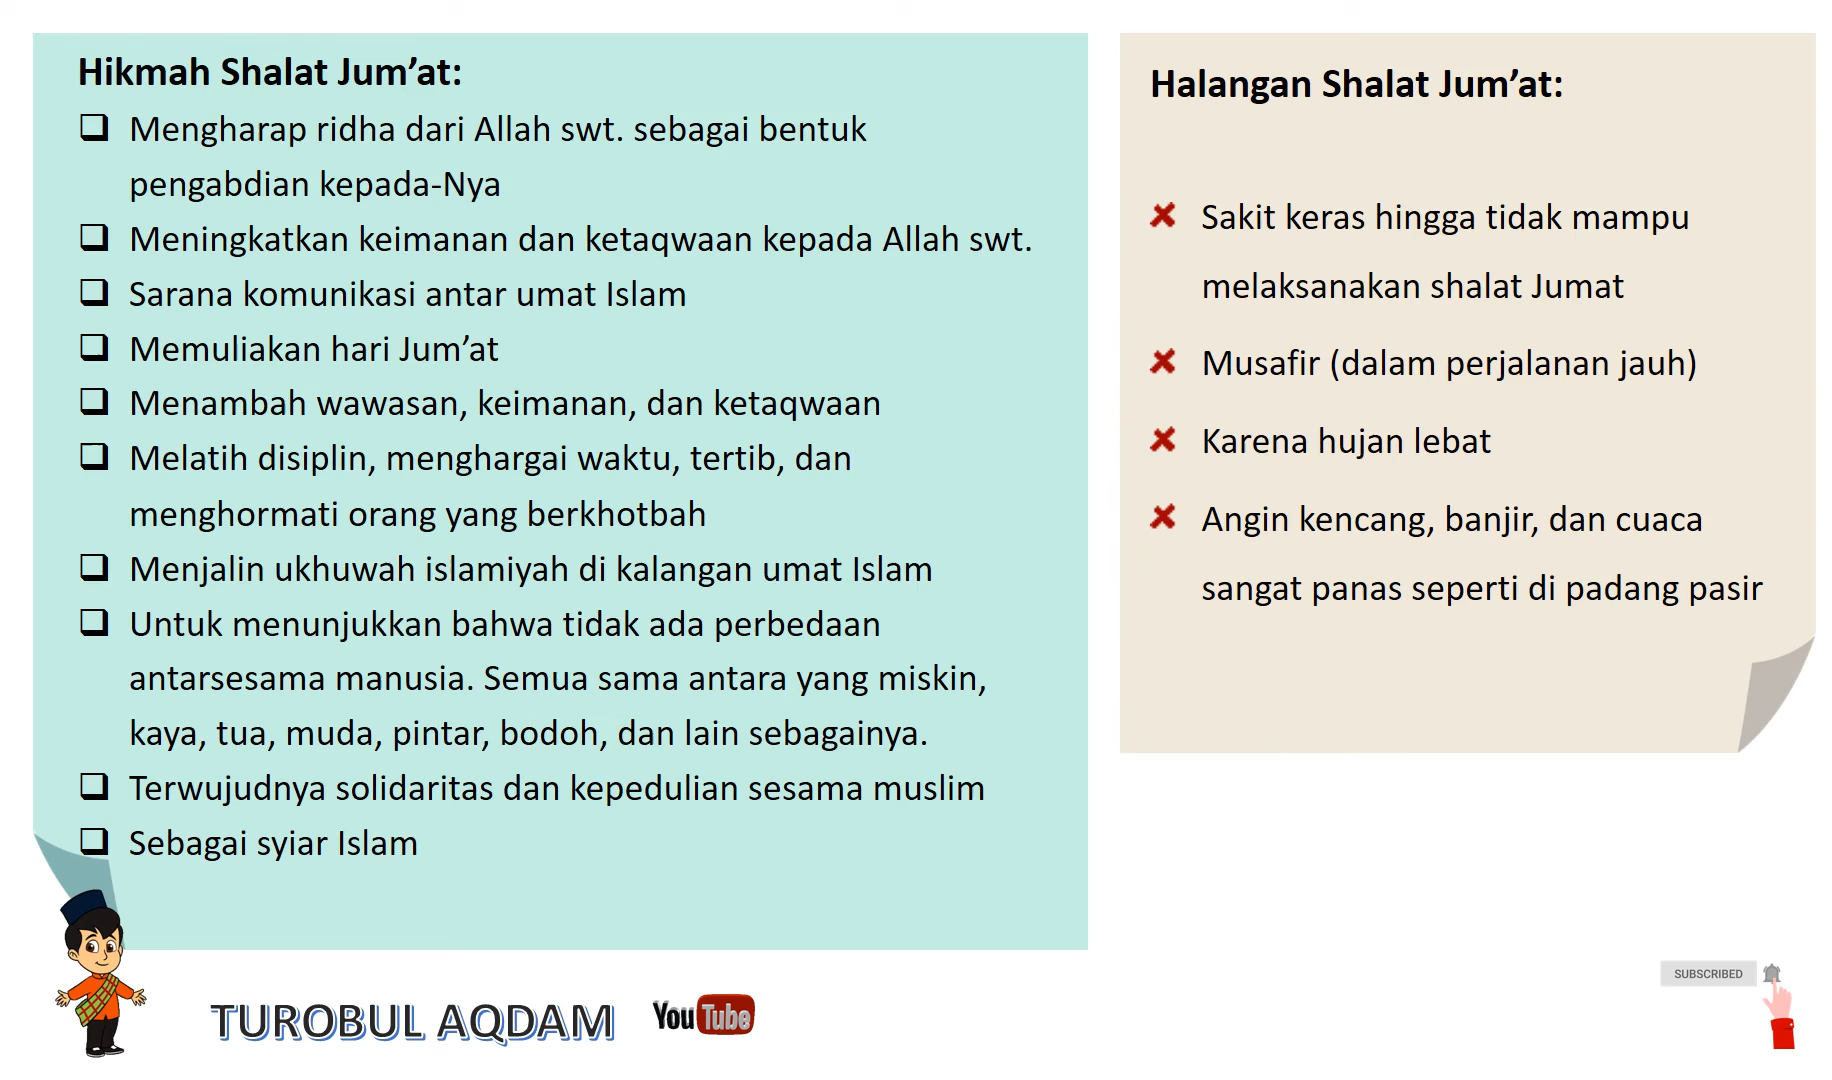 Hikmah Shalat Jum’at:
Mengharap ridha dari Allah swt. sebagai bentuk
pengabdian kepada-Nya
Meningkatkan keimanan dan ketaqwaan kepada Allah swt.
Sarana komunikasi antar umat Islam
Memuliakan hari Jum’at
Menambah wawasan, keimanan, dan ketaqwaan
Melatih disiplin, menghargai waktu, tertib, dan
menghormati orang yang berkhotbah
Menjalin ukhuwah islamiyah di kalangan umat Islam
Untuk menunjukkan bahwa tidak ada perbedaan
antarsesama manusia. Semua sama antara yang miskin,
kaya, tua, muda, pintar, bodoh, dan lain sebagainya.
Terwujudnya solidaritas dan kepedulian sesama muslim
Sebagai syiar Islam
Halangan Shalat Jum’at:
Sakit keras hingga tidak mampu
melaksanakan shalat Jumat
Musafir (dalam perjalanan jauh)
Karena hujan lebat
Angin kencang, banjir, dan cuaca
sangat panas seperti di padang pasir
TUROBUL AQDAM
YouTube
SUBSCRIBED